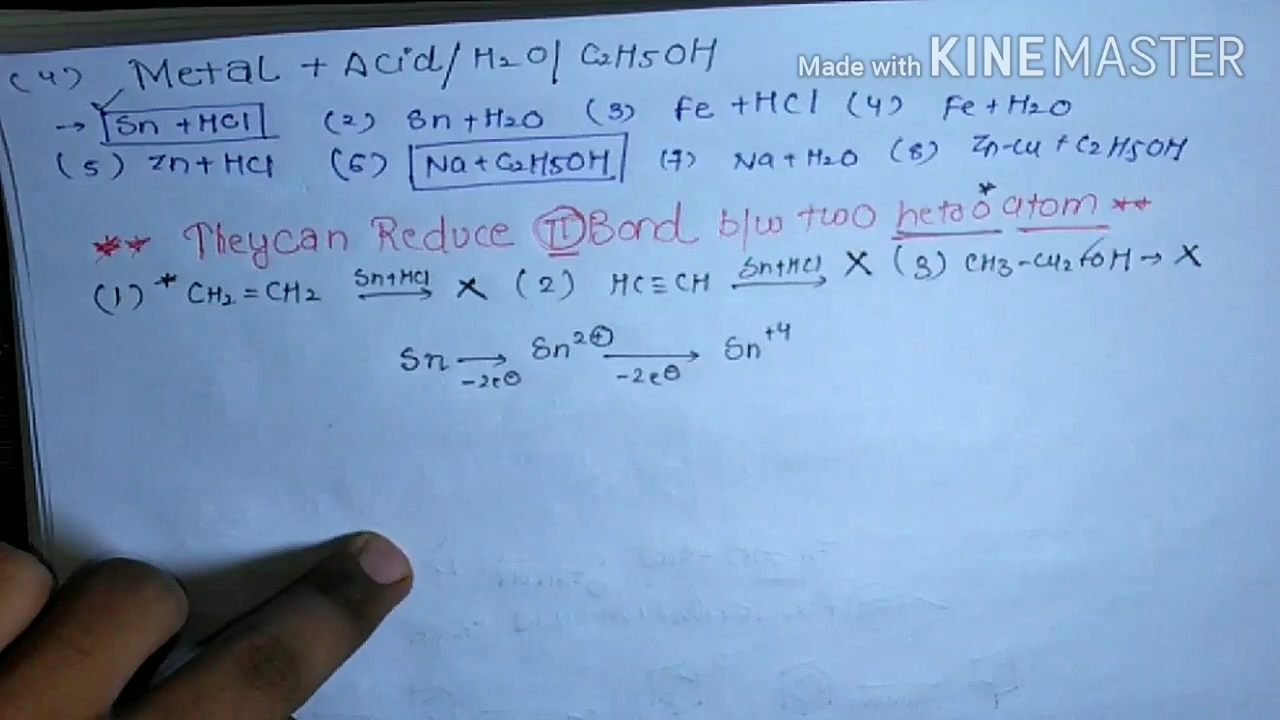 Made with KINEMASTER
(4) Metal + Acid/H2O/C2H5OH
→ Sn + HCl (2) Sn + H2O (3) Fe + HCl (4) Fe + H2O
(5) Zn + HCl (6) Na + C2H5OH (7) Na + H2O (8) Zn-Cu + C2H5OH
** They can Reduce π Bond b/w two hetero* atom **
(1) * CH2 = CH2 Sn+HCl → X (2) HC ≡ CH Sn+HCl → X (3) CH3-CH2 OH → X
Sn → -2e⊖ Sn2⊕ → -2e⊖ Sn+4